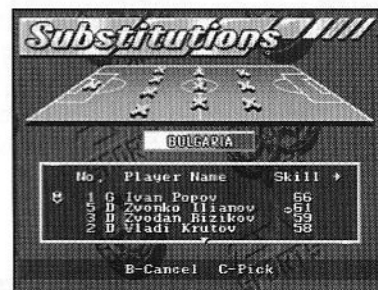 Substitutions
BULGARIA
No. Player Name Skill
1 G Ivan Popov 66
5 D Zvonko Ilianov 61
3 D Zvodan Rizikov 59
2 D Vladi Krutov 58
B-Cancel C-Pick